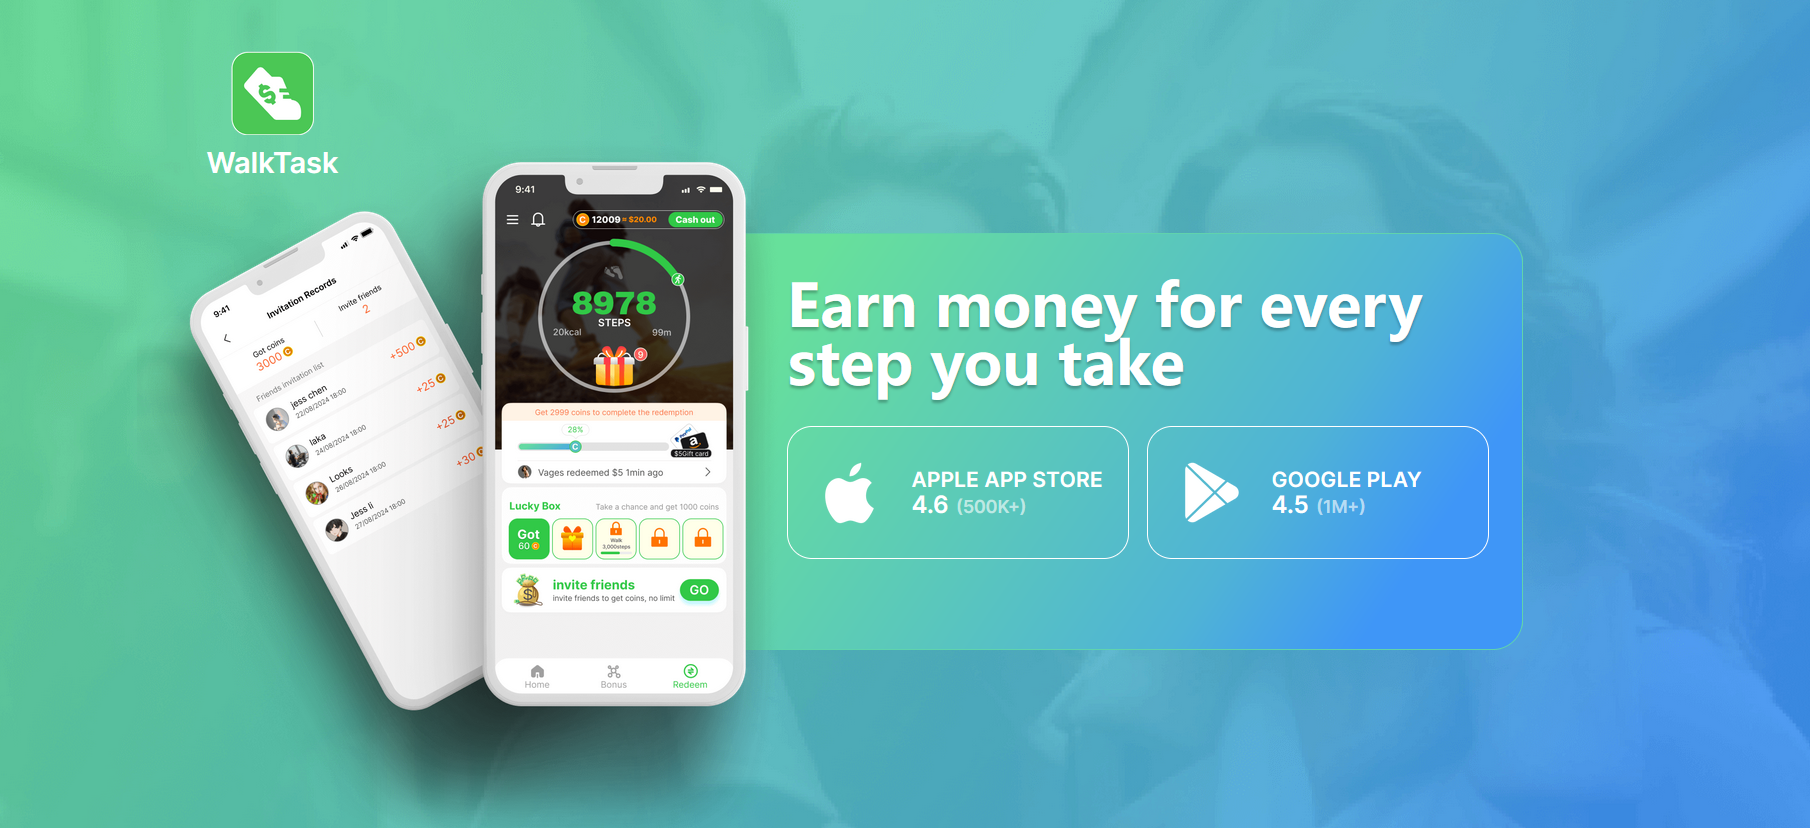 WalkTask
9:41
Invitation Records
Got coins
3000
Invite friends
2
Friends invitation list
jess chen
22/08/2024 18:00
+500
laka
24/08/2024 18:00
+25
Looks
26/08/2024 18:00
+25
Jess li
27/08/2024 18:00
+30
9:41
C 12009 = $20.00 Cash out
8978
STEPS
20kcal 99m
9
Get 2999 coins to complete the redemption
28%
C
PayPal
a
$5Gift card
Vages redeemed $5 1min ago
Lucky Box Take a chance and get 1000 coins
Got
60 C
Walk
3,000steps
invite friends
invite friends to get coins, no limit
GO
Home Bonus Redeem
Earn money for every
step you take
APPLE APP STORE
4.6 (500K+)
GOOGLE PLAY
4.5 (1M+)